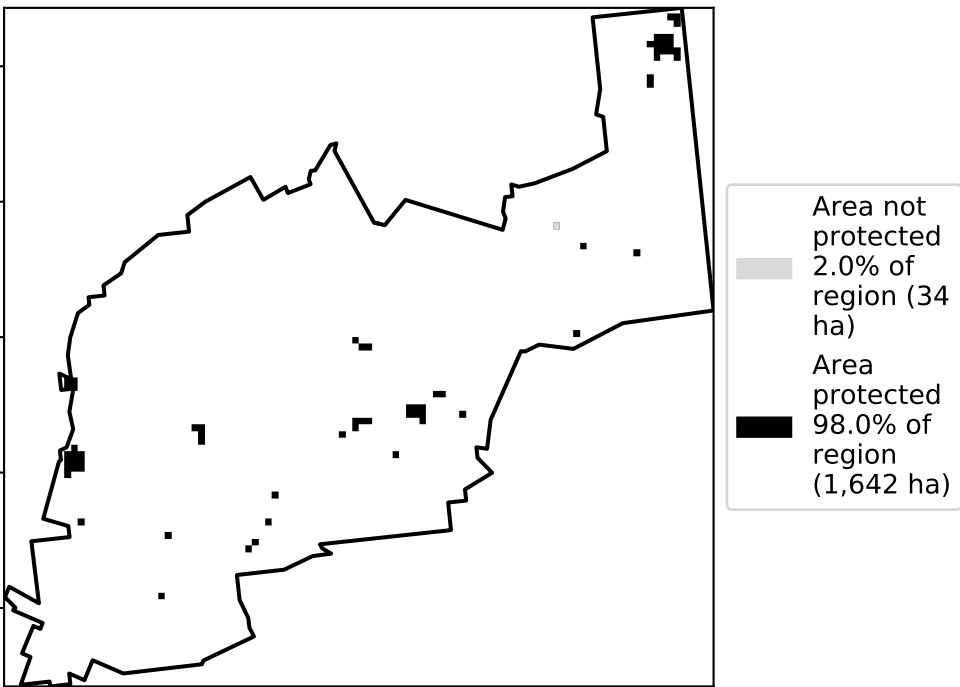 Area not
protected
2.0% of
region (34
ha)
Area
protected
98.0% of
region
(1,642 ha)